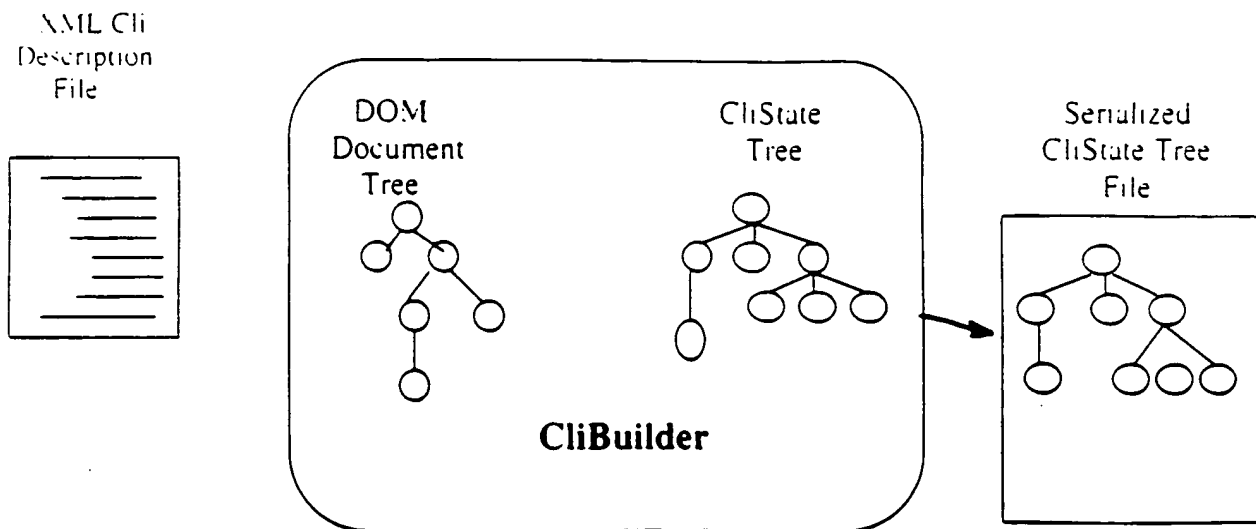 XML Cli
Description
File
DOM
Document
Tree
CliState
Tree
Serialized
CliState Tree
File
CliBuilder